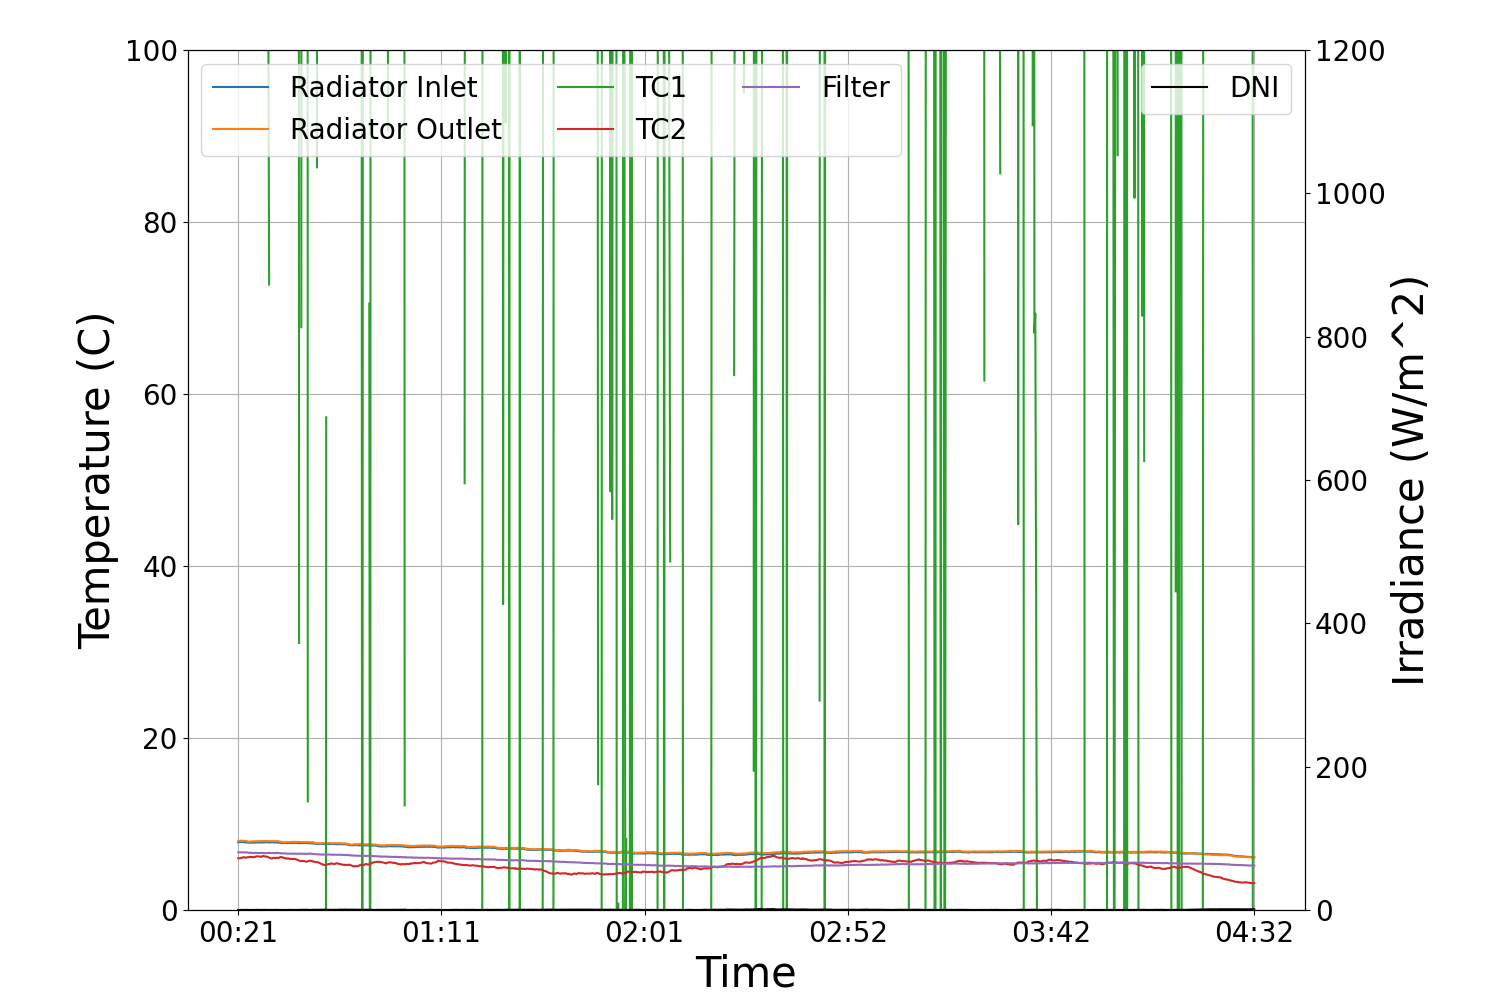 100
80
60
40
20
0
Temperature (C)
Radiator Inlet
Radiator Outlet
TC1
TC2
Filter
DNI
1200
1000
800
600
400
200
0
Irradiance (W/m^2)
00:21 01:11 02:01 02:52 03:42 04:32
Time